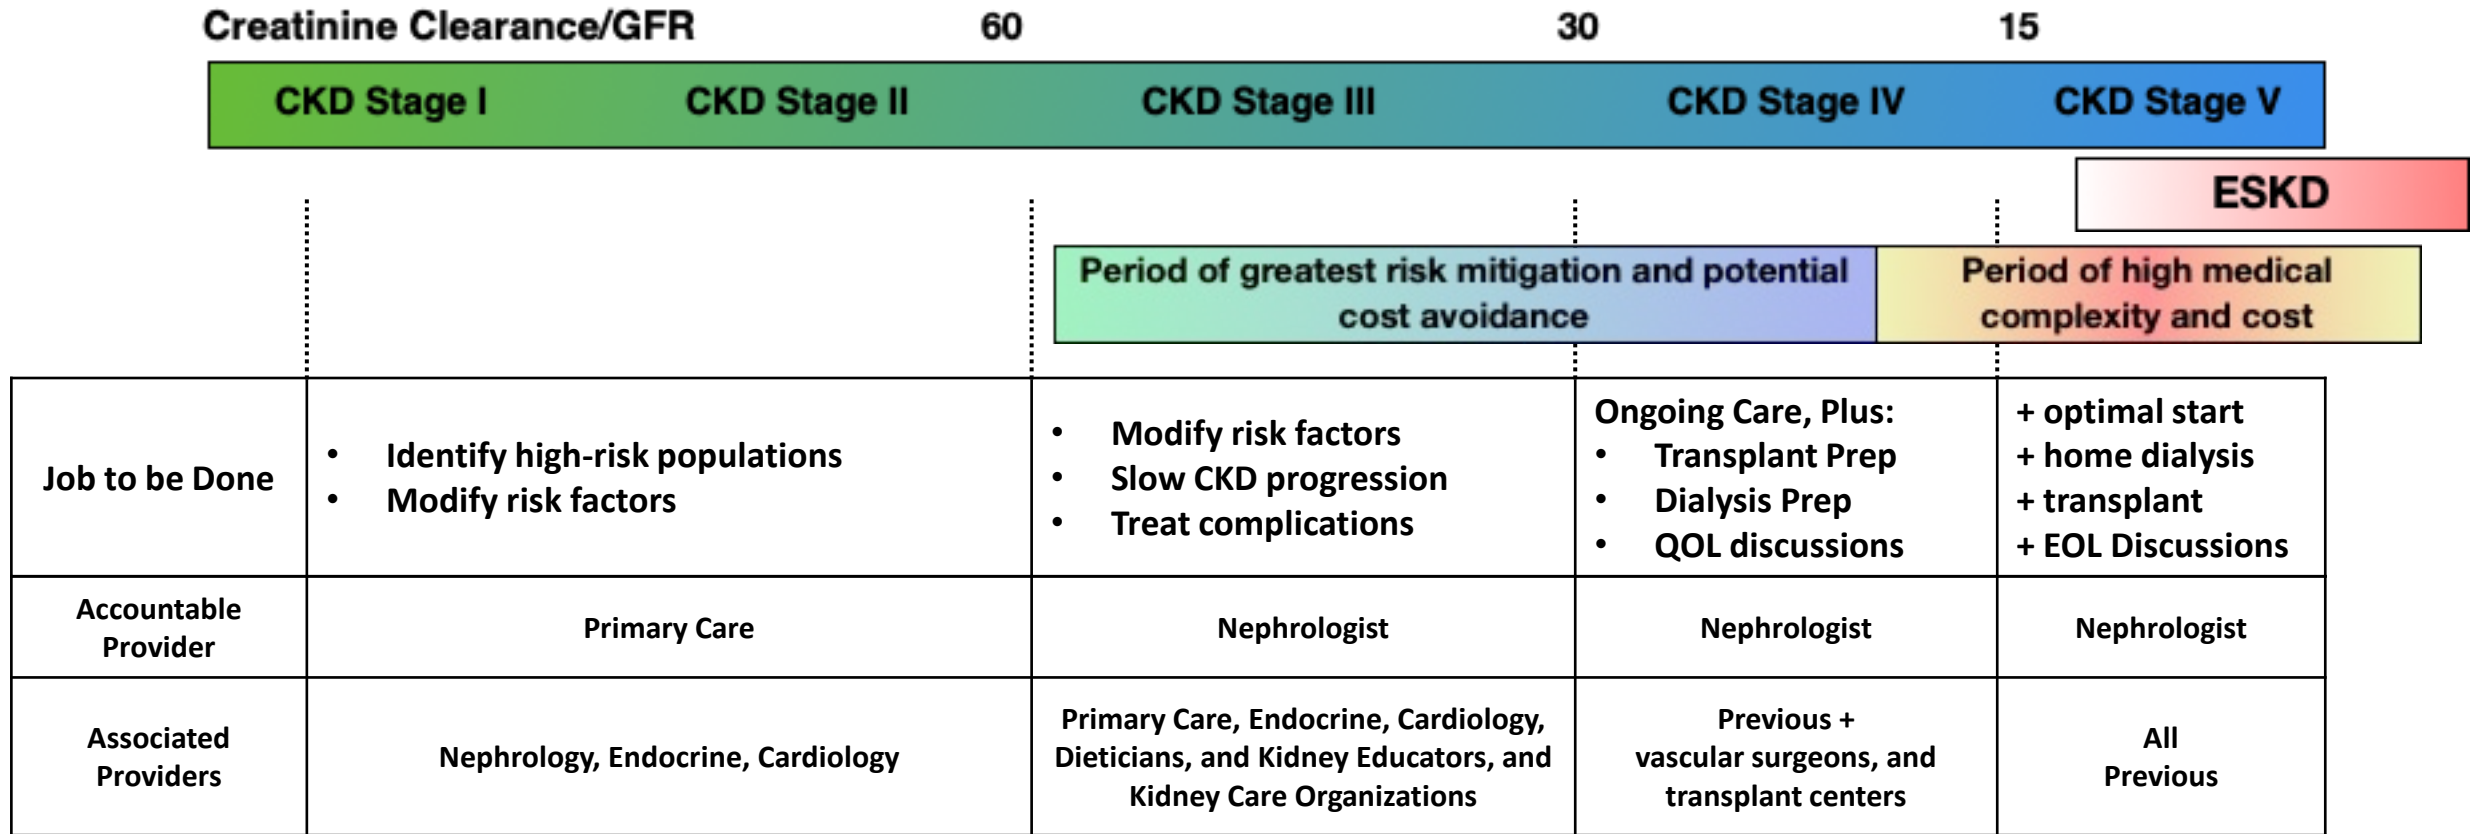 Creatinine Clearance/GFR 60 30 15
CKD Stage I CKD Stage II CKD Stage III CKD Stage IV CKD Stage V
ESKD
Period of greatest risk mitigation and potential
cost avoidance
Period of high medical
complexity and cost
Job to be Done
• Identify high-risk populations
• Modify risk factors
• Modify risk factors
• Slow CKD progression
• Treat complications
Ongoing Care, Plus:
• Transplant Prep
• Dialysis Prep
• QOL discussions
+ optimal start
+ home dialysis
+ transplant
+ EOL Discussions
Accountable
Provider
Primary Care
Nephrologist
Nephrologist
Nephrologist
Associated
Providers
Nephrology, Endocrine, Cardiology
Primary Care, Endocrine, Cardiology,
Dieticians, and Kidney Educators, and
Kidney Care Organizations
Previous +
vascular surgeons, and
transplant centers
All
Previous